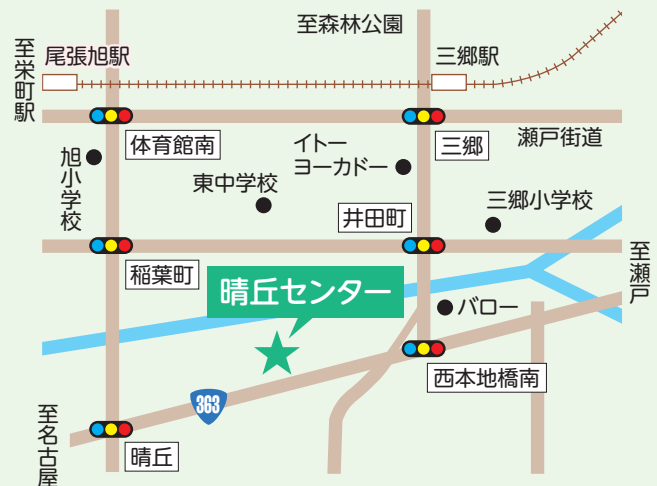 至森林公園
至栄町駅
尾張旭駅
三郷駅
体育館南
三郷
瀬戸街道
旭小学校
イトー
ヨーカドー
東中学校
三郷小学校
井田町
稲葉町
至瀬戸
晴丘センター
バロー
西本地橋南
363
至名古屋
晴丘